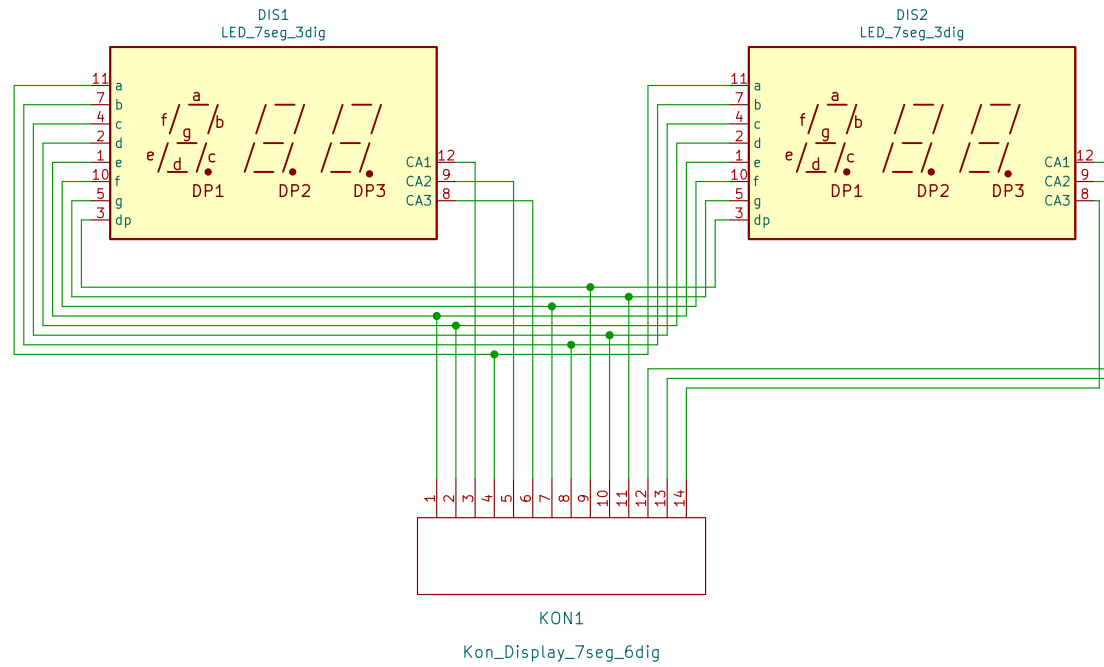 DIS1
LED_7seg_3dig
11 a
7 b
4 c
2 d
1 e
10 f
5 g
3 dp
a
f b
g
e d c
DP1 DP2 DP3
CA1 12
CA2 9
CA3 8
DIS2
LED_7seg_3dig
11 a
7 b
4 c
2 d
1 e
10 f
5 g
3 dp
a
f b
g
e d c
DP1 DP2 DP3
CA1 12
CA2 9
CA3 8
1 2 3 4 5 6 7 8 9 10 11 12 13 14
KON1
Kon_Display_7seg_6dig